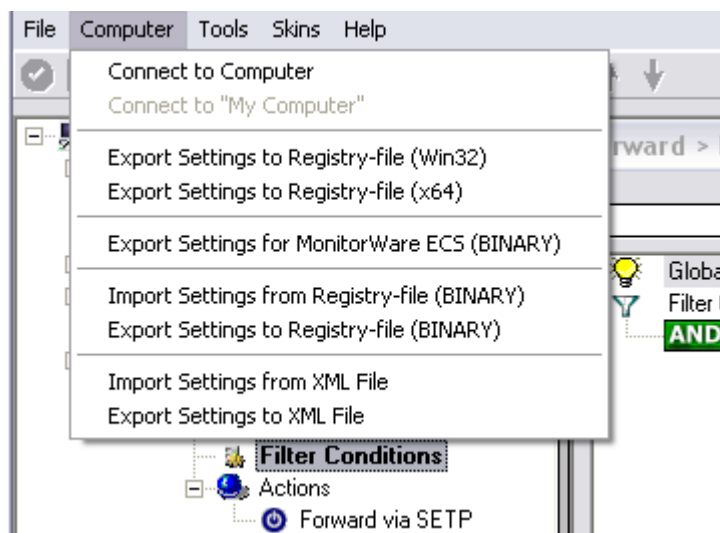 File Computer Tools Skins Help
Connect to Computer
Connect to "My Computer"
Export Settings to Registry-file (Win32)
Export Settings to Registry-file (x64)
Export Settings for MonitorWare ECS (BINARY)
Import Settings from Registry-file (BINARY)
Export Settings to Registry-file (BINARY)
Import Settings from XML File
Export Settings to XML File
rward >
Globa
Filter
AND
Filter Conditions
Actions
Forward via SETP